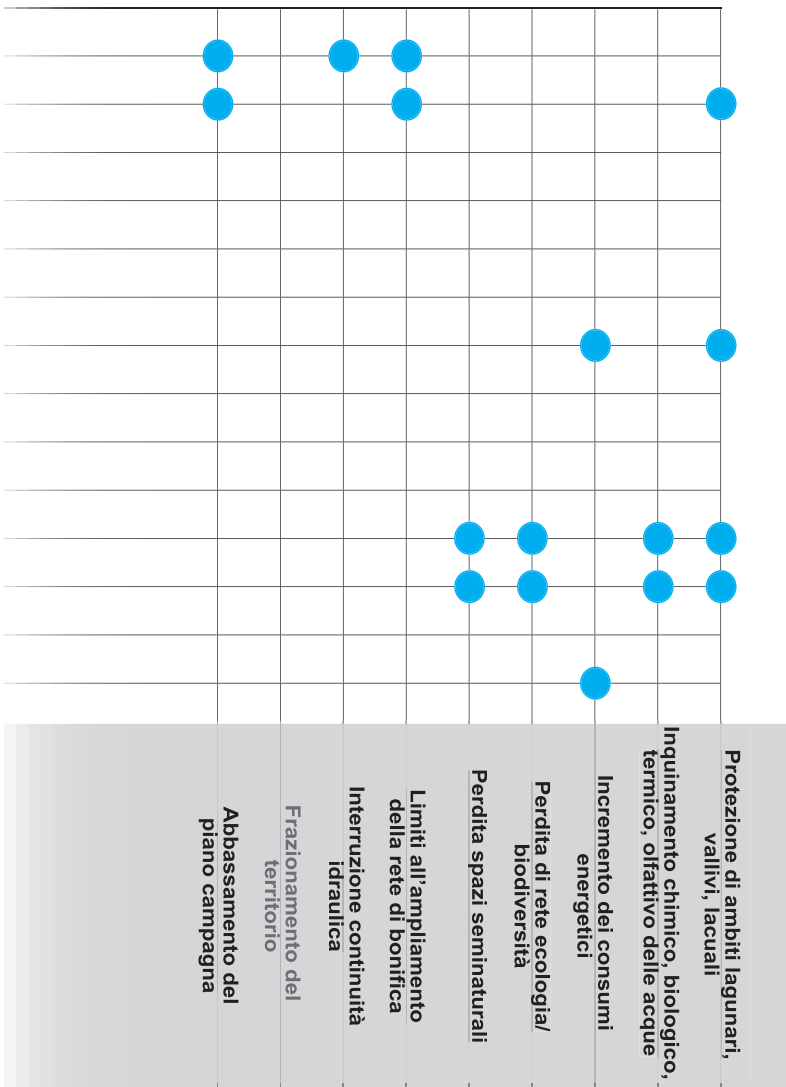 Protezione di ambiti lagunari,
vallivi, lacuali
Inquinamento chimico, biologico,
termico, olfattivo delle acque
Incremento dei consumi
energetici
Perdita di rete ecologia/
biodiversità
Perdita spazi seminaturali
Limiti all'ampliamento
della rete di bonifica
Interruzione continuità
idraulica
Frazionamento del
territorio
Abbassamento del
piano campagna